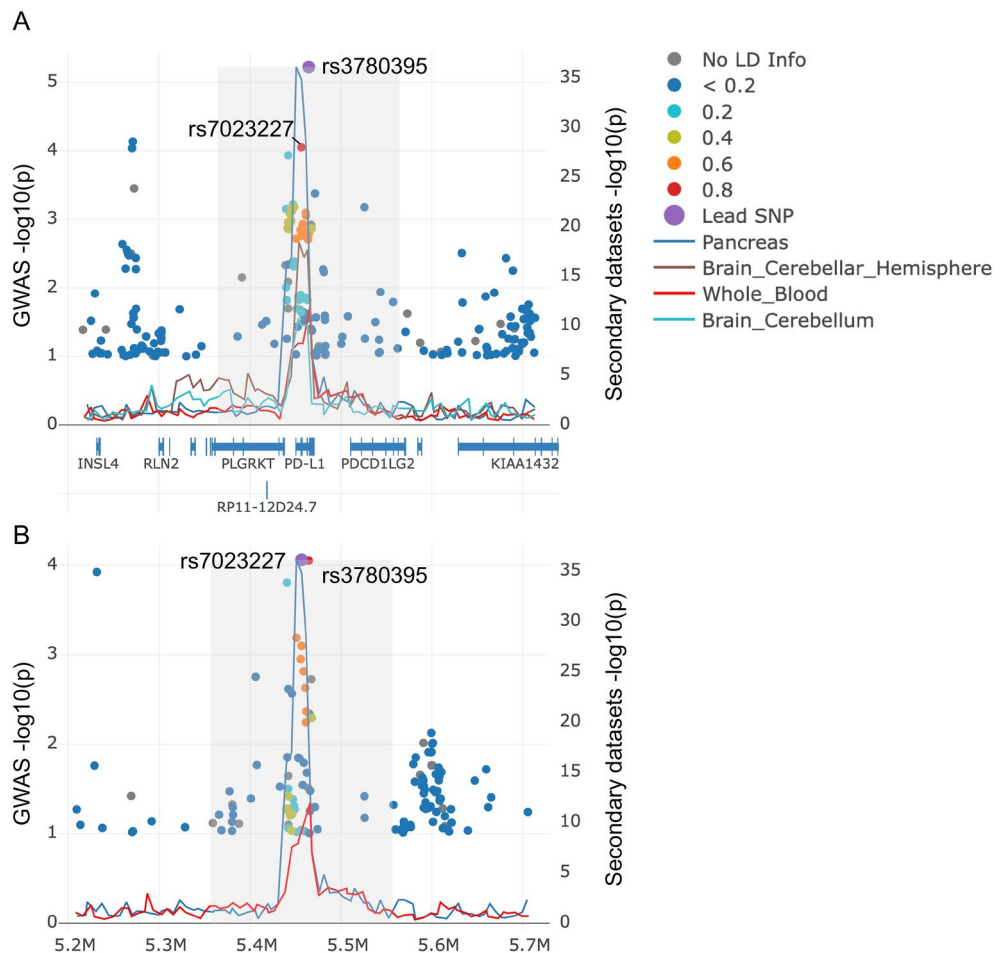 A
rs3780395
rs7023227
GWAS -log10(p)
5
4
3
2
1
0
35
30
25
20
15
10
5
0
Secondary datasets -log10(p)
No LD Info
< 0.2
0.2
0.4
0.6
0.8
Lead SNP
Pancreas
Brain_Cerebellar_Hemisphere
Whole_Blood
Brain_Cerebellum
INSL4 RLN2 PLGRKT PD-L1 PDCD1LG2 KIAA1432
RP11-12D24.7
B
rs7023227
rs3780395
GWAS -log10(p)
4
3
2
1
0
35
30
25
20
15
10
5
0
Secondary datasets -log10(p)
5.2M 5.3M 5.4M 5.5M 5.6M 5.7M